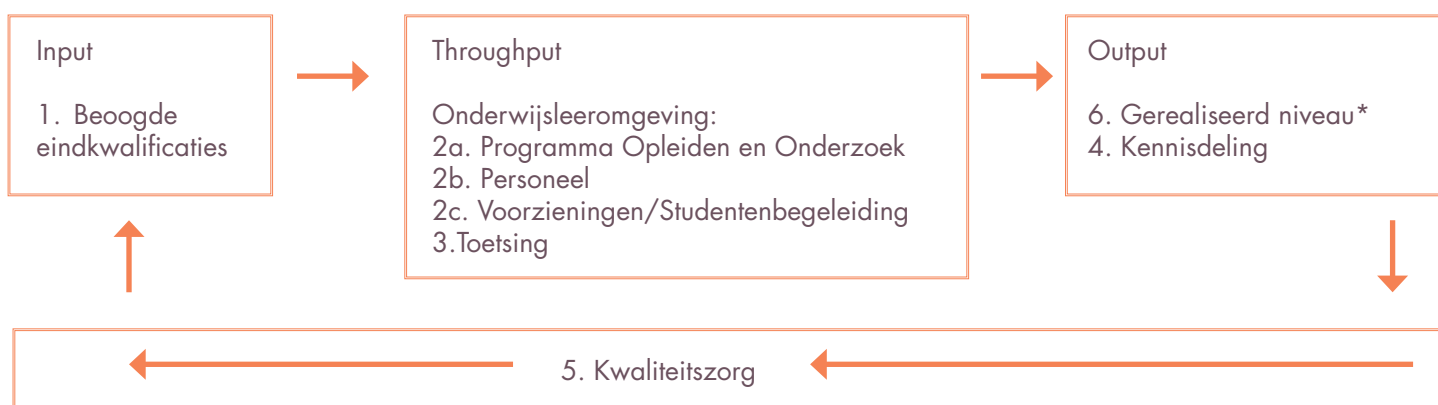 Input
1. Beoogde
eindkwalificaties
Throughput
Onderwijsleeromgeving:
2a. Programma Opleiden en Onderzoek
2b. Personeel
2c. Voorzieningen/Studentenbegeleiding
3.Toetsing
Output
6. Gerealiseerd niveau*
4. Kennisdeling
5. Kwaliteitszorg